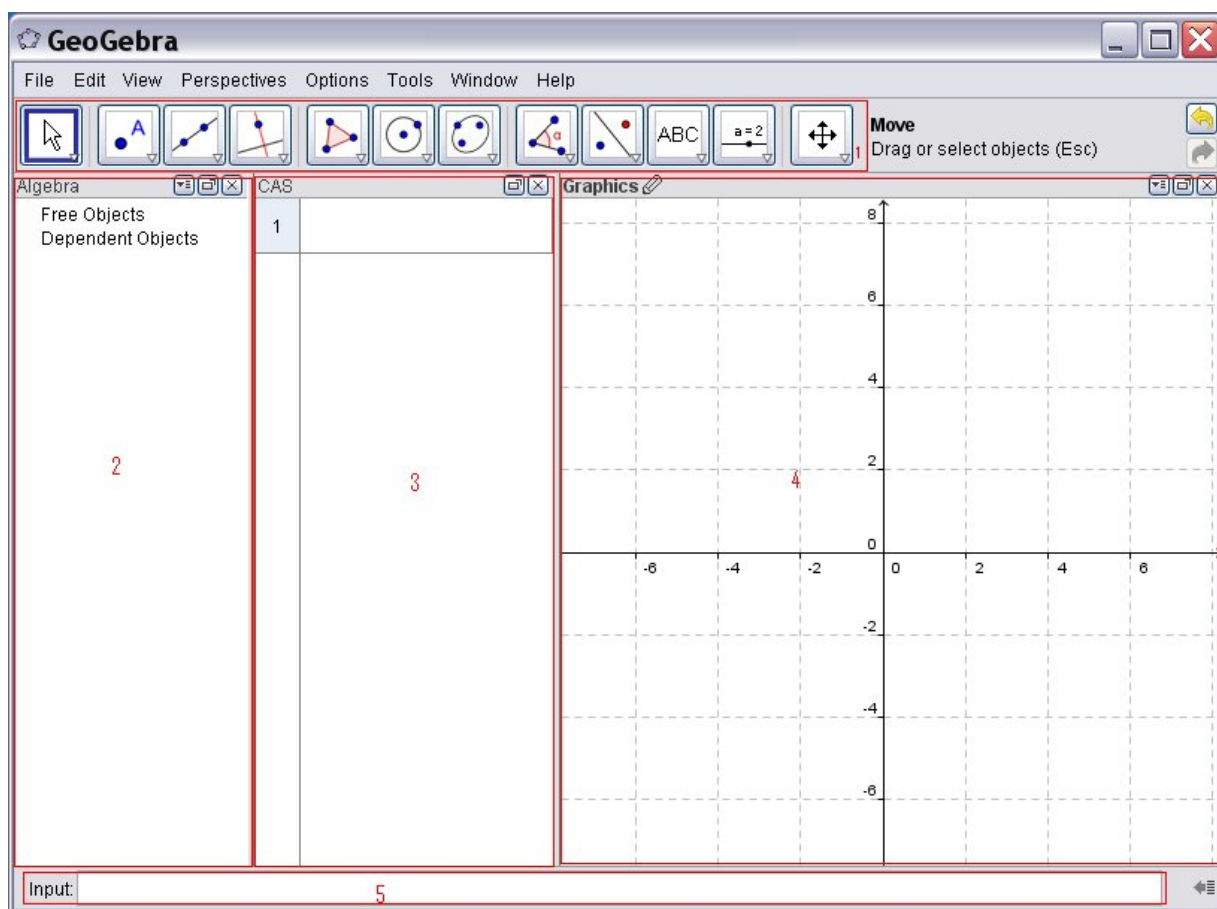 GeoGebra
File Edit View Perspectives Options Tools Window Help
A
α
ABC
a=2
1
Move
Drag or select objects (Esc)
Algebra
CAS
Graphics
Free Objects
Dependent Objects
1
2
3
4
8
6
4
2
0
-2
-4
-6
-6 -4 -2 0 2 4 6
Input:
5